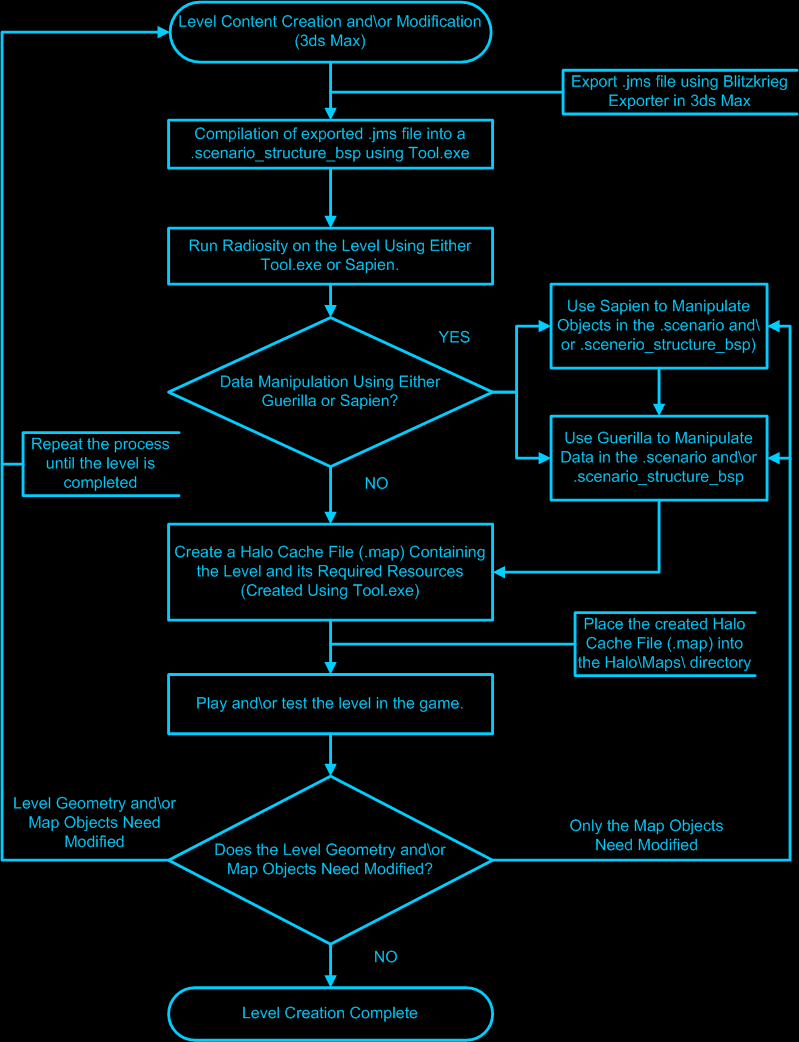 Level Content Creation and\or Modification
(3ds Max)
Export .jms file using Blitzkrieg
Exporter in 3ds Max
Compilation of exported .jms file into a
.scenario_structure_bsp using Tool.exe
Run Radiosity on the Level Using Either
Tool.exe or Sapien.
YES
Use Sapien to Manipulate
Objects in the .scenario and\
or .scenerio_structure_bsp)
Data Manipulation Using Either
Guerilla or Sapien?
Use Guerilla to Manipulate
Data in the .scenario and\or
.scenario_structure_bsp
Repeat the process
until the level is
completed
NO
Create a Halo Cache File (.map) Containing
the Level and its Required Resources
(Created Using Tool.exe)
Place the created Halo
Cache File (.map) into
the Halo\Maps\ directory
Play and\or test the level in the game.
Level Geometry and\or
Map Objects Need
Modified
Only the Map Objects
Need Modified
Does the Level Geometry and\or
Map Objects Need Modified?
NO
Level Creation Complete